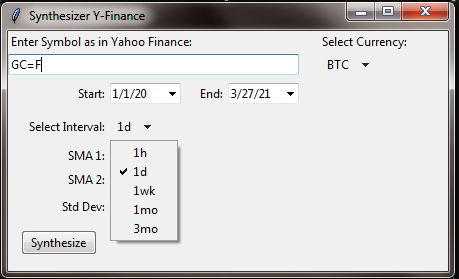 Synthesizer Y-Finance
Enter Symbol as in Yahoo Finance:
Select Currency:
GC=F
BTC
Start: 1/1/20 End: 3/27/21
Select Interval: 1d
1h
SMA 1:
1d
SMA 2:
1wk
1mo
Std Dev:
3mo
Synthesize